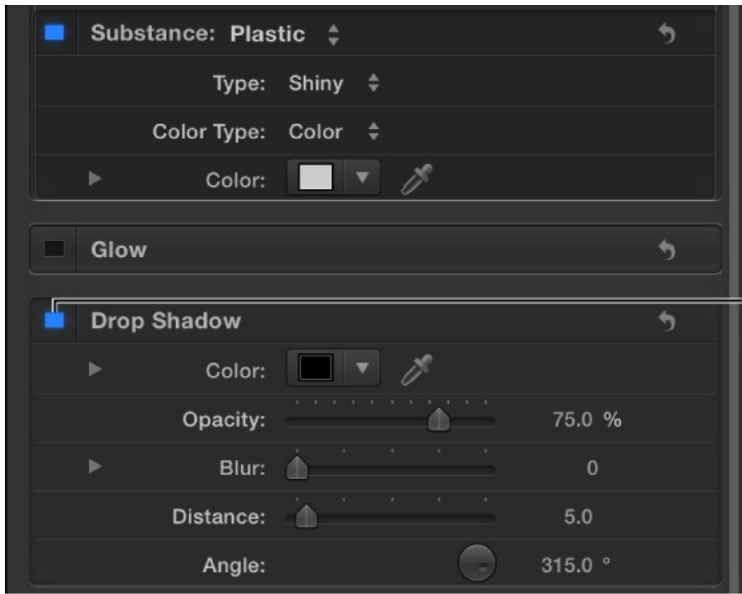 Substance: Plastic
Type: Shiny
Color Type: Color
Color:
Glow
Drop Shadow
Color:
Opacity: 75.0 %
Blur: 0
Distance: 5.0
Angle: 315.0 °